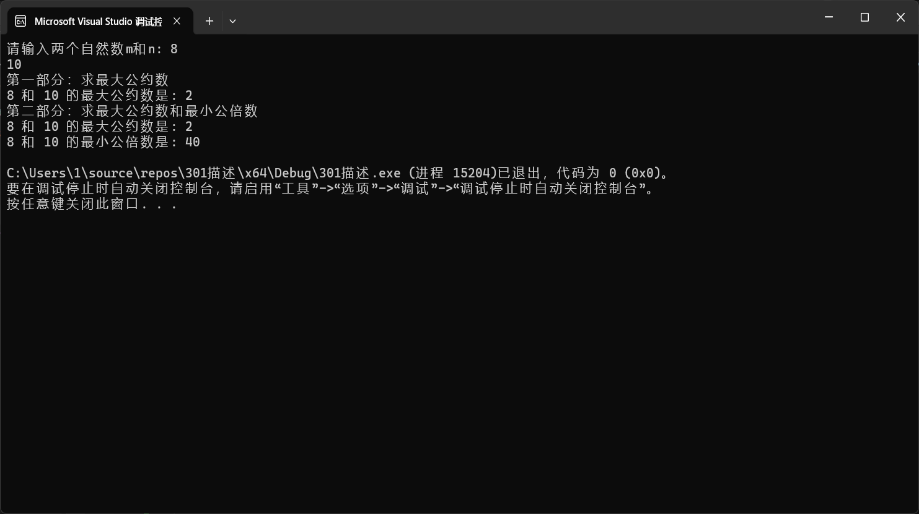 Microsoft Visual Studio 调试控
请输入两个自然数m和n: 8
10
第一部分: 求最大公约数
8 和 10 的最大公约数是: 2
第二部分: 求最大公约数和最小公倍数
8 和 10 的最大公约数是: 2
8 和 10 的最小公倍数是: 40
C:\Users\1\source\repos\301描述\x64\Debug\301描述.exe (进程 15204)已退出，代码为 0 (0x0)。
要在调试停止时自动关闭控制台，请启用“工具”->“选项”->“调试”->“调试停止时自动关闭控制台”。
按任意键关闭此窗口. . .